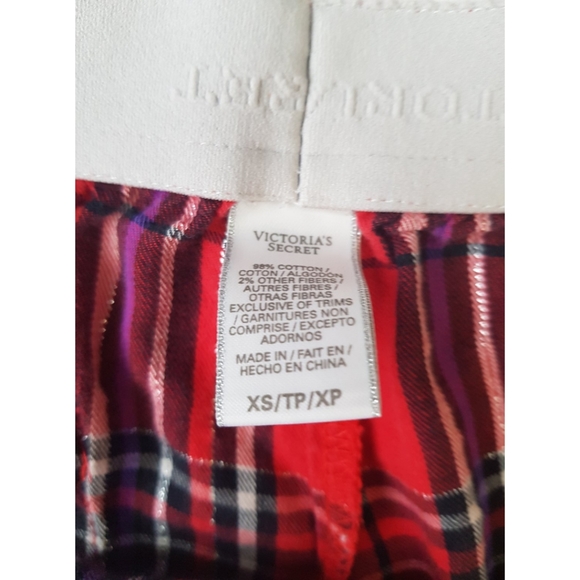 VICTORIA'S
SECRET
98% COTTON /
COTON / ALGODON
2% OTHER FIBERS /
AUTRES FIBRES /
OTRAS FIBRAS
EXCLUSIVE OF TRIMS
/ GARNITURES NON
COMPRISE / EXCEPTO
ADORNOS
MADE IN / FAIT EN /
HECHO EN CHINA
XS/TP/XP